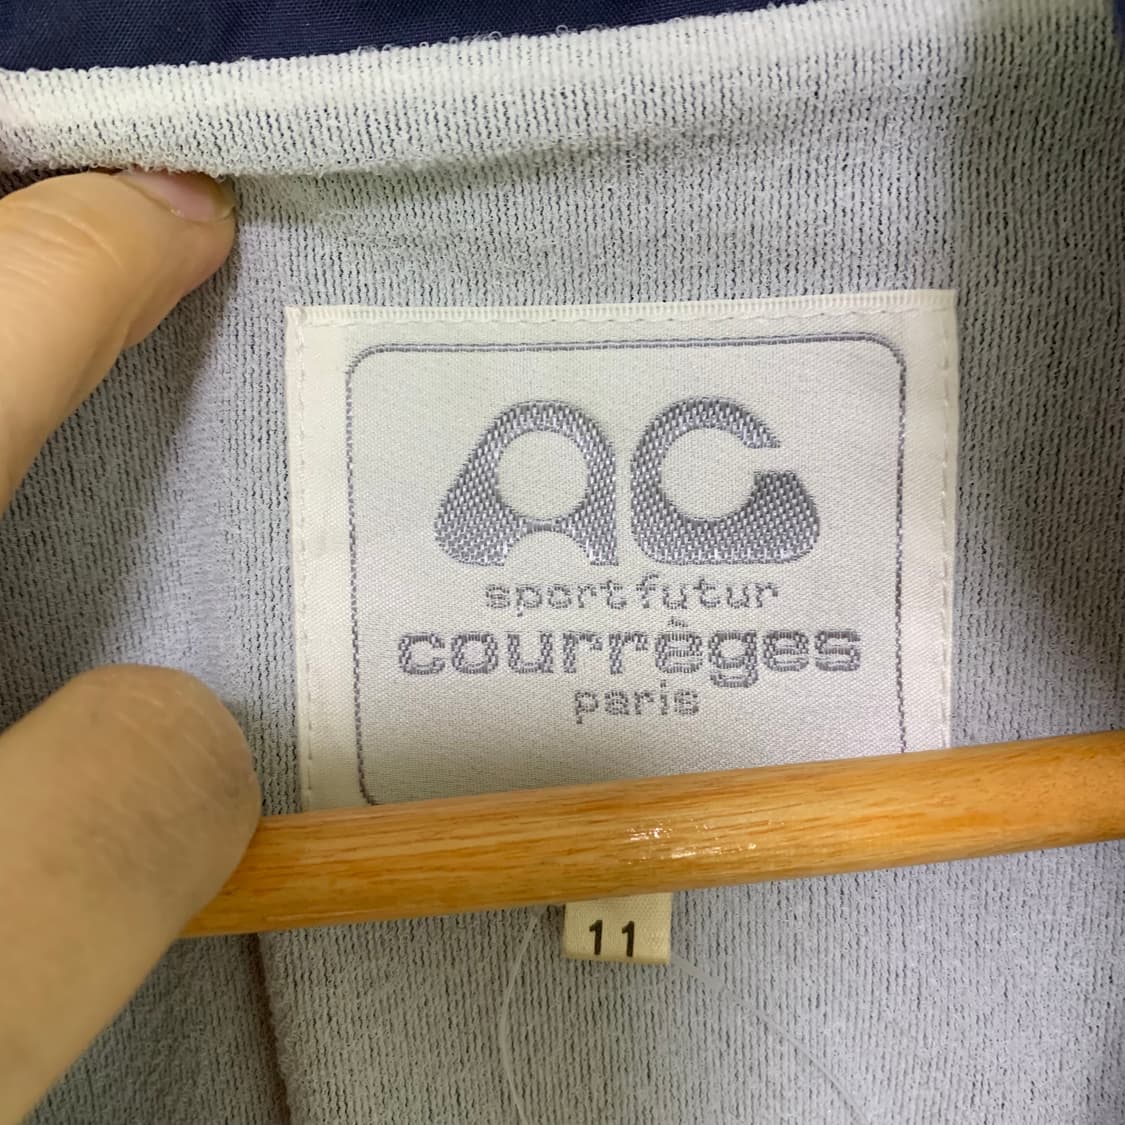 AC
sport futur
courrèges
paris
11